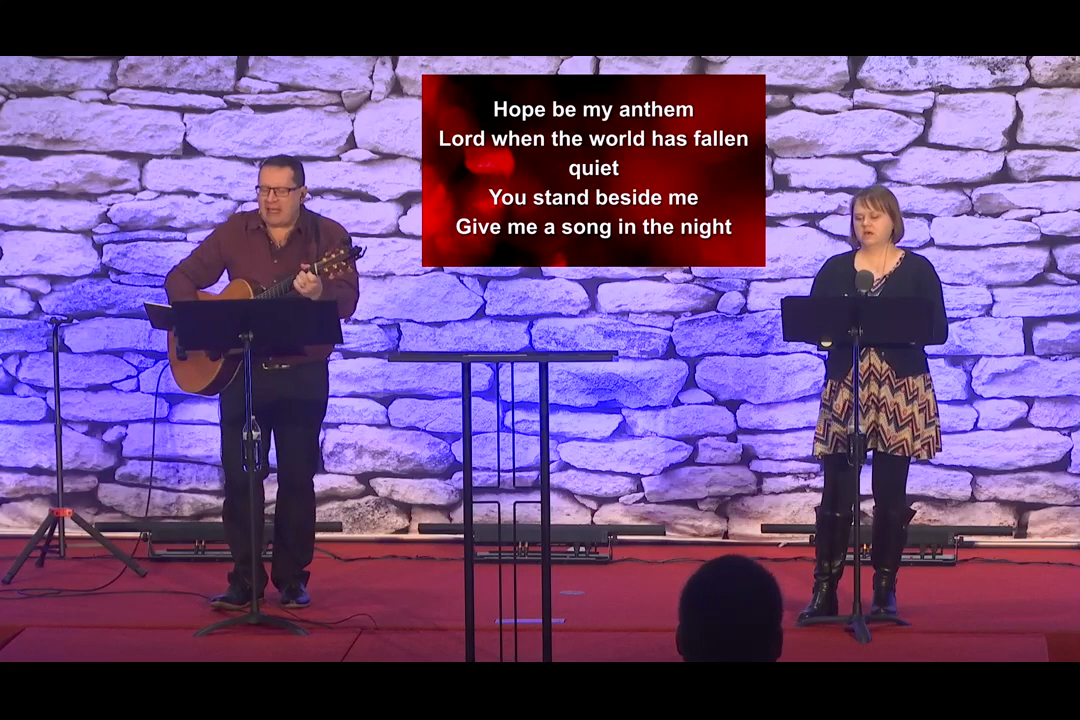 Hope be my anthem
Lord when the world has fallen
quiet
You stand beside me
Give me a song in the night